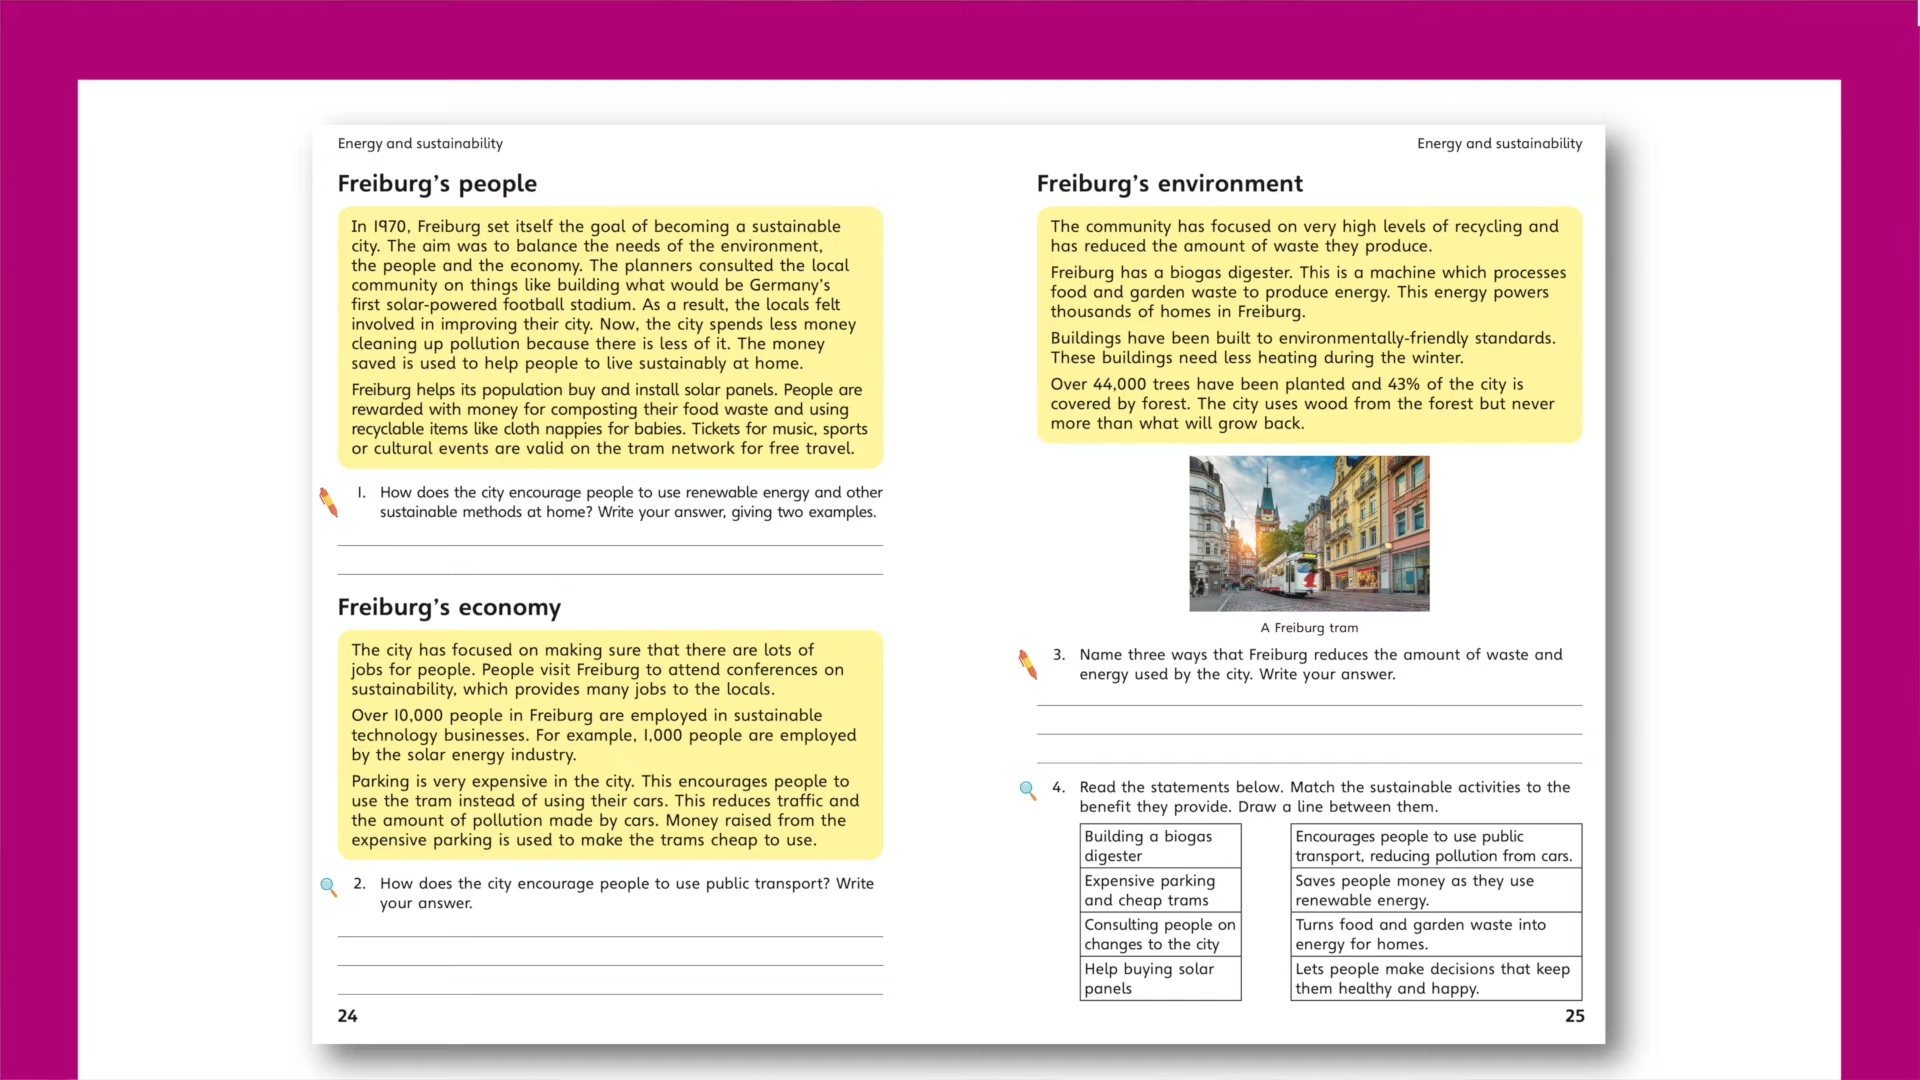 Energy and sustainability
Freiburg's people
In 1970, Freiburg set itself the goal of becoming a sustainable
city. The aim was to balance the needs of the environment,
the people and the economy. The planners consulted the local
community on things like building what would be Germany's
first solar-powered football stadium. As a result, the locals felt
involved in improving their city. Now, the city spends less money
cleaning up pollution because there is less of it. The money
saved is used to help people to live sustainably at home.
Freiburg helps its population buy and install solar panels. People are
rewarded with money for composting their food waste and using
recyclable items like cloth nappies for babies. Tickets for music, sports
or cultural events are valid on the tram network for free travel.
1. How does the city encourage people to use renewable energy and other
sustainable methods at home? Write your answer, giving two examples.
Freiburg's economy
The city has focused on making sure that there are lots of
jobs for people. People visit Freiburg to attend conferences on
sustainability, which provides many jobs to the locals.
Over 10,000 people in Freiburg are employed in sustainable
technology businesses. For example, 1,000 people are employed
by the solar energy industry.
Parking is very expensive in the city. This encourages people to
use the tram instead of using their cars. This reduces traffic and
the amount of pollution made by cars. Money raised from the
expensive parking is used to make the trams cheap to use.
2. How does the city encourage people to use public transport? Write
your answer.
24
Energy and sustainability
Freiburg's environment
The community has focused on very high levels of recycling and
has reduced the amount of waste they produce.
Freiburg has a biogas digester. This is a machine which processes
food and garden waste to produce energy. This energy powers
thousands of homes in Freiburg.
Buildings have been built to environmentally-friendly standards.
These buildings need less heating during the winter.
Over 44,000 trees have been planted and 43% of the city is
covered by forest. The city uses wood from the forest but never
more than what will grow back.
A Freiburg tram
3. Name three ways that Freiburg reduces the amount of waste and
energy used by the city. Write your answer.
4. Read the statements below. Match the sustainable activities to the
benefit they provide. Draw a line between them.
Building a biogas
digester
Expensive parking
and cheap trams
Consulting people on
changes to the city
Help buying solar
panels
Encourages people to use public
transport, reducing pollution from cars.
Saves people money as they use
renewable energy.
Turns food and garden waste into
energy for homes.
Lets people make decisions that keep
them healthy and happy.
25